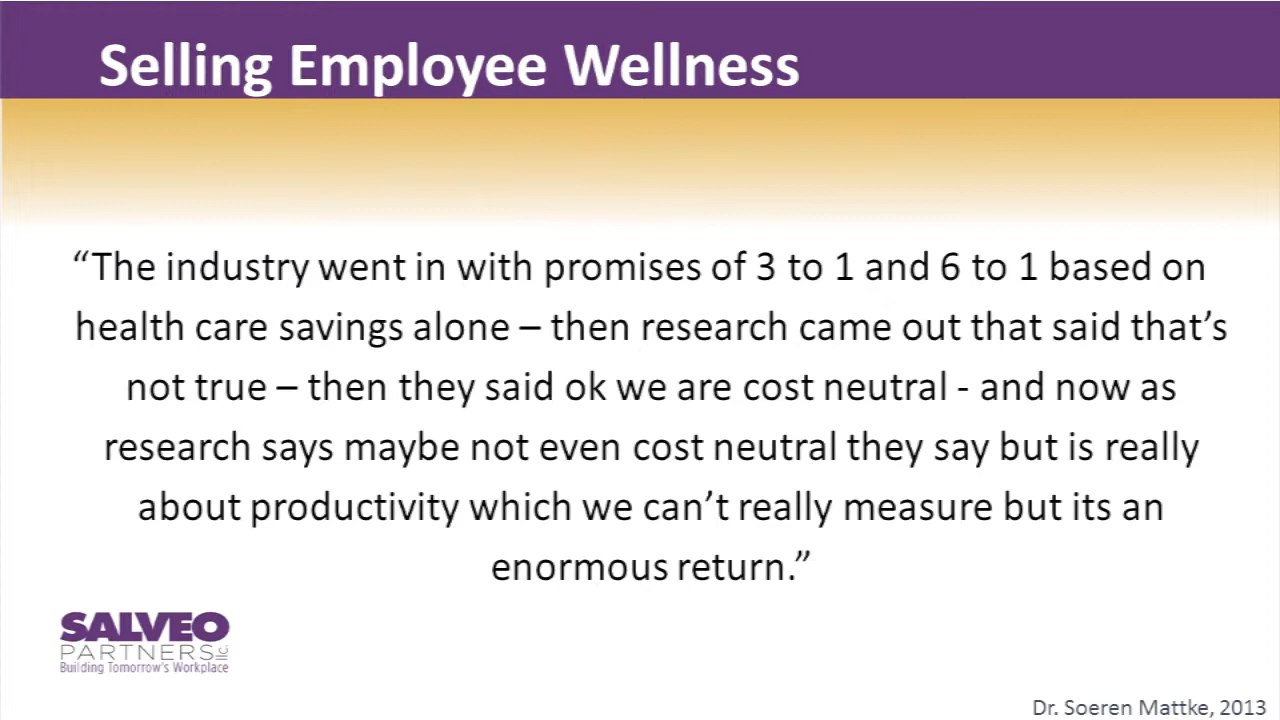 Selling Employee Wellness
“The industry went in with promises of 3 to 1 and 6 to 1 based on
health care savings alone – then research came out that said that’s
not true – then they said ok we are cost neutral - and now as
research says maybe not even cost neutral they say but is really
about productivity which we can’t really measure but its an
enormous return.”
SALVEO
PARTNERS LLC
Building Tomorrow's Workplace
Dr. Soeren Mattke, 2013